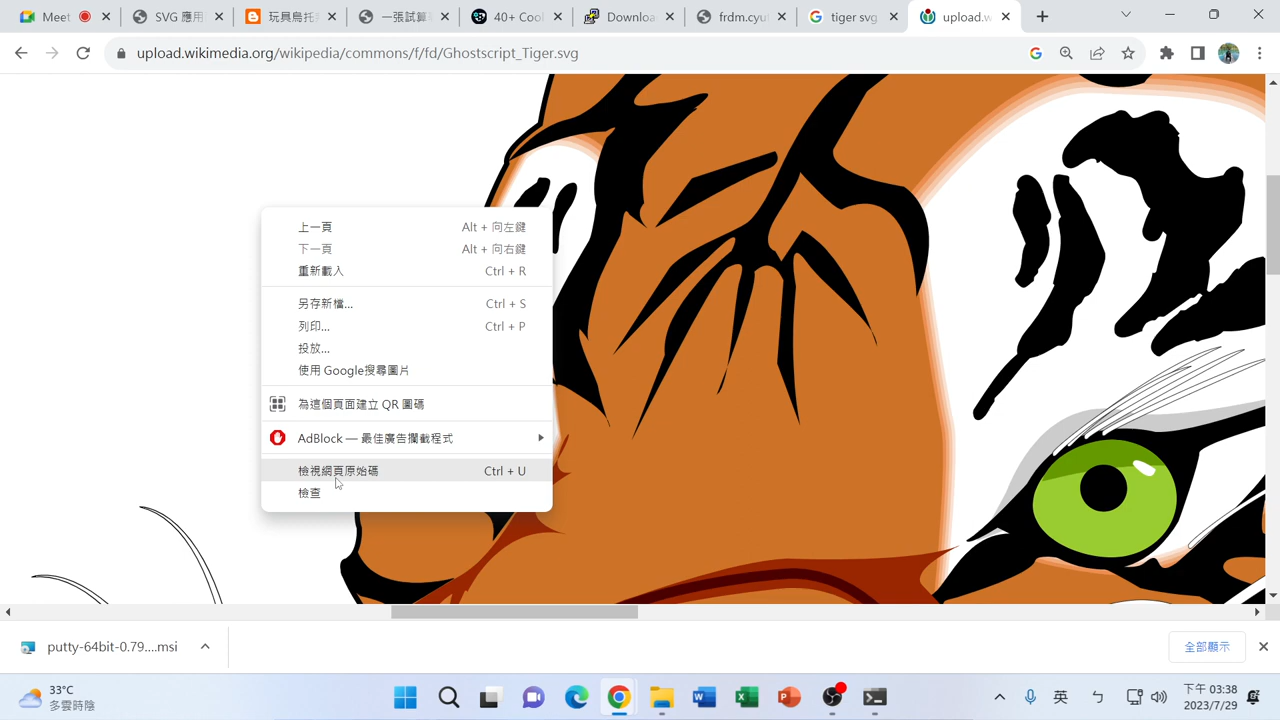 Meet
SVG 應用
玩具烏托
一張試算
40+ Cool
Downloa
frdm.cyu
tiger svg
upload.w
upload.wikimedia.org/wikipedia/commons/f/fd/Ghostscript_Tiger.svg
上一頁 Alt + 向左鍵
下一頁 Alt + 向右鍵
重新載入 Ctrl + R
另存新檔... Ctrl + S
列印... Ctrl + P
投放...
使用 Google搜尋圖片
為這個頁面建立 QR 圖碼
AdBlock — 最佳廣告攔截程式
檢視網頁原始碼 Ctrl + U
檢查
putty-64bit-0.79....msi
全部顯示
33°C
多雲時陰
英
下午 03:38
2023/7/29